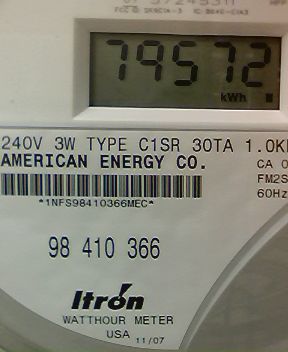 79572
kWh
240V 3W TYPE C1SR 30TA 1.0K
AMERICAN ENERGY CO. CA
FM2S
60Hz
*1NFS98410366MEC*
98 410 366
Itrón
WATTHOUR METER
USA 11/07